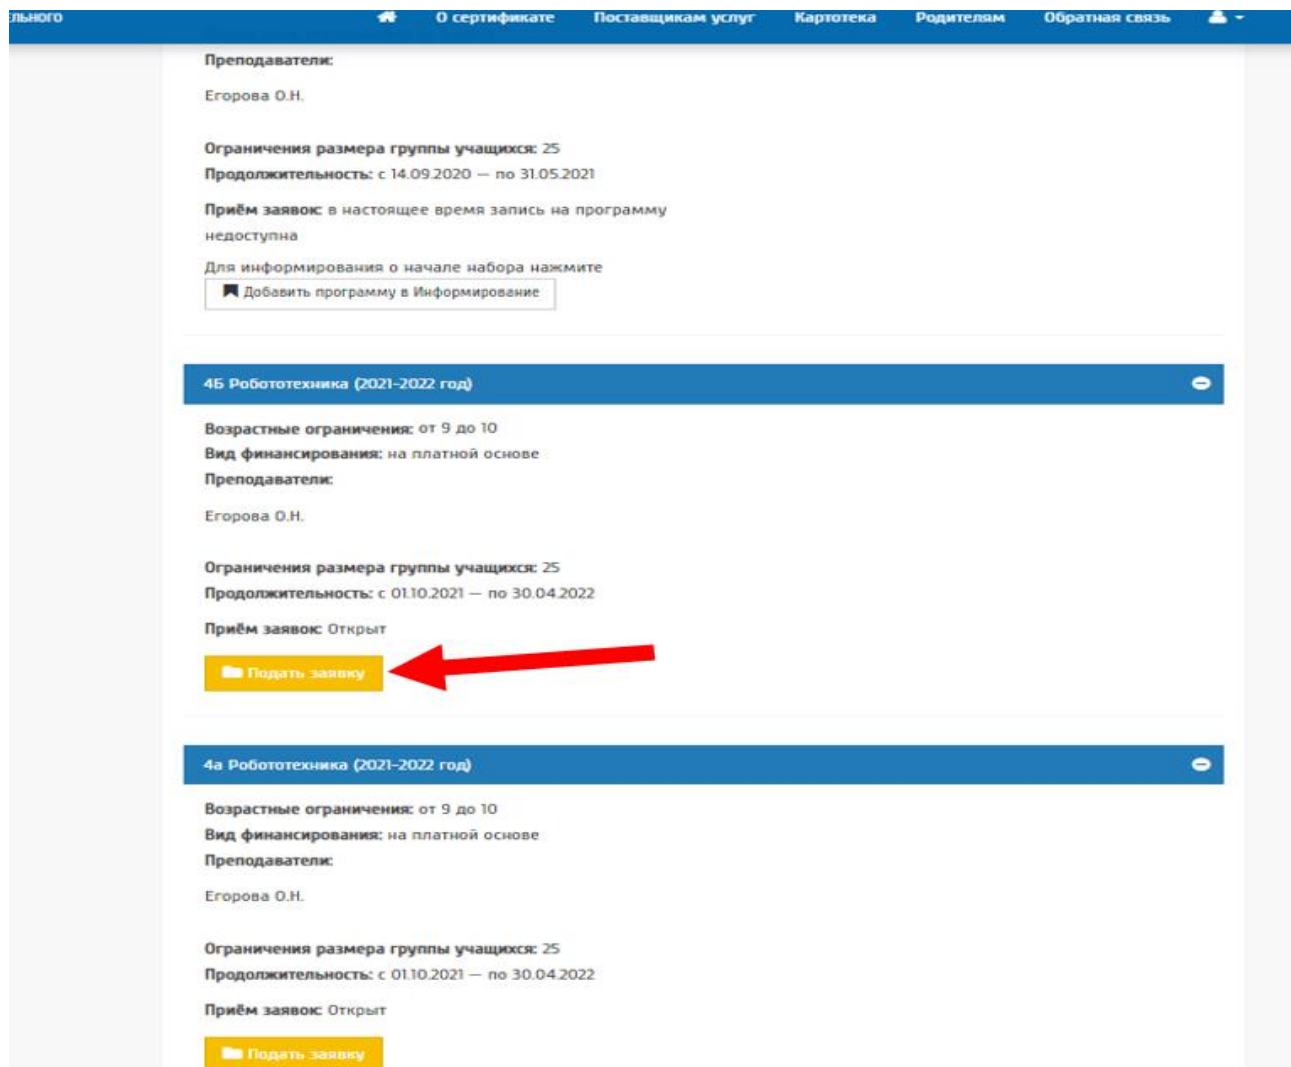 ельного
О сертификате Поставщикам услуг Картотека Родителям Обратная связь
Преподаватели:
Егорова О.Н.
Ограничения размера группы учащихся: 25
Продолжительность: с 14.09.2020 — по 31.05.2021
Приём заявок: в настоящее время запись на программу
недоступна
Для информирования о начале набора нажмите
Добавить программу в Информирование
4Б Робототехника (2021-2022 год)
Возрастные ограничения: от 9 до 10
Вид финансирования: на платной основе
Преподаватели:
Егорова О.Н.
Ограничения размера группы учащихся: 25
Продолжительность: с 01.10.2021 — по 30.04.2022
Приём заявок: Открыт
Подать заявку
4а Робототехника (2021-2022 год)
Возрастные ограничения: от 9 до 10
Вид финансирования: на платной основе
Преподаватели:
Егорова О.Н.
Ограничения размера группы учащихся: 25
Продолжительность: с 01.10.2021 — по 30.04.2022
Приём заявок: Открыт
Подать заявку